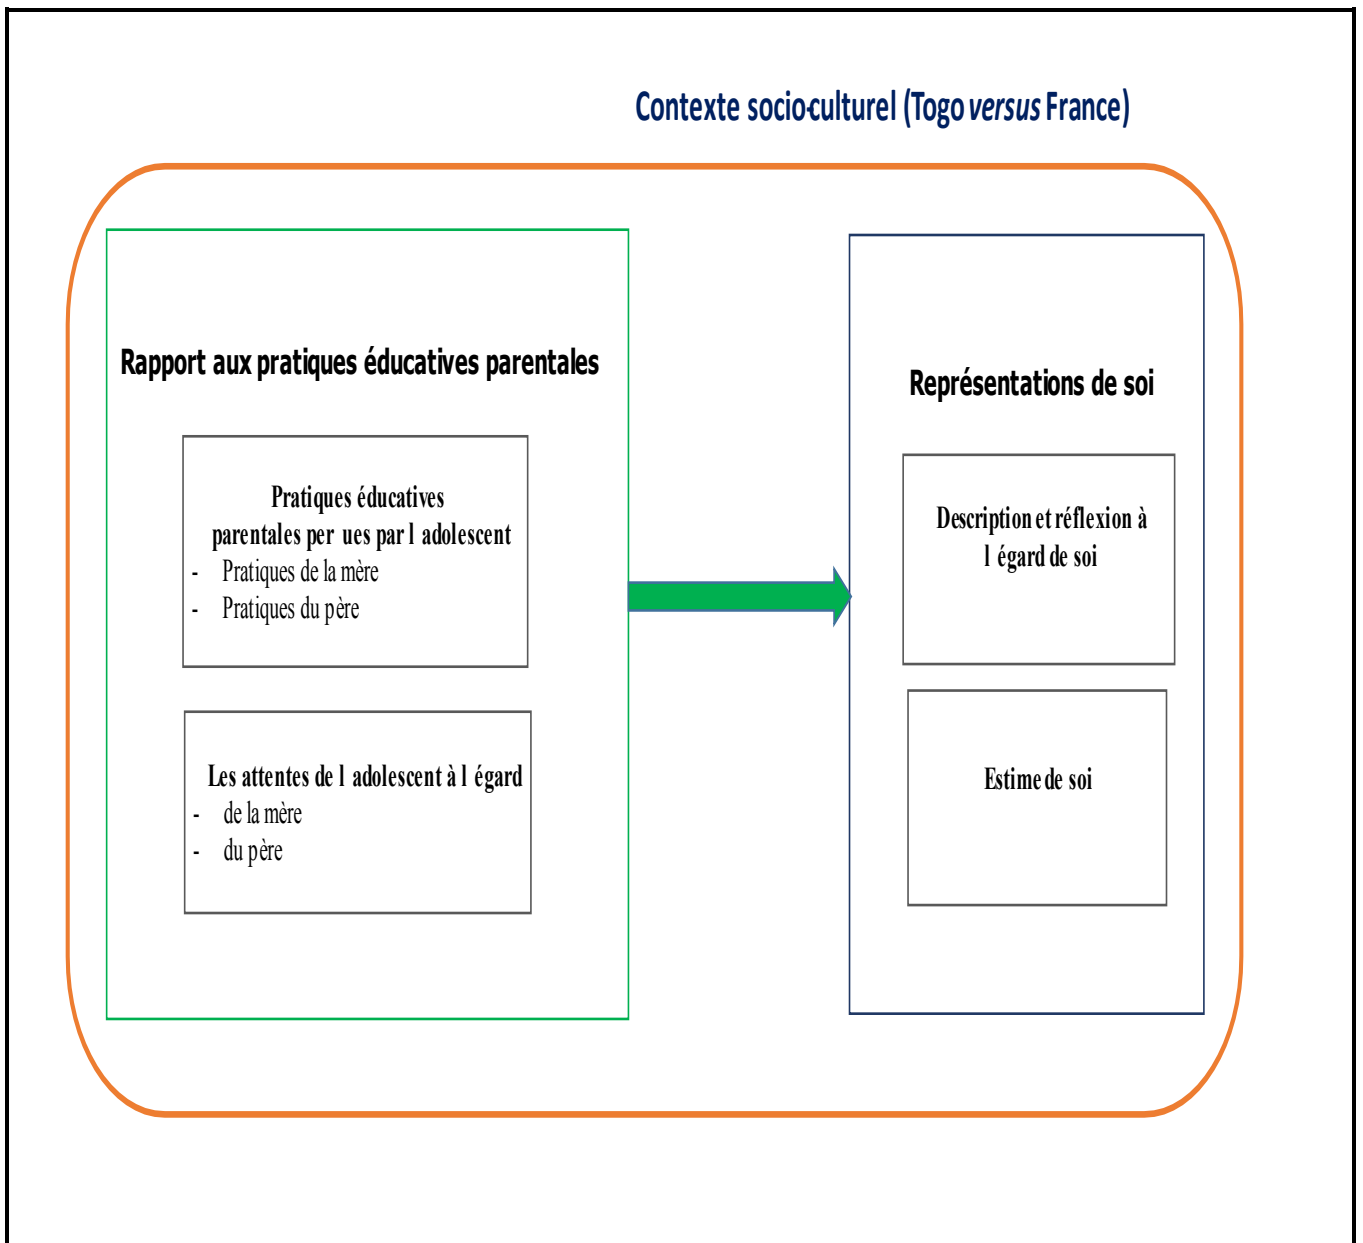 Contexte socio-culturel (Togo versus France)
Rapport aux pratiques éducatives parentales
Pratiques éducatives
parentales per ues par l adolescent
- Pratiques de la mère
- Pratiques du père
Les attentes de l adolescent à l égard
- de la mère
- du père
Représentations de soi
Description et réflexion à
l égard de soi
Estime de soi